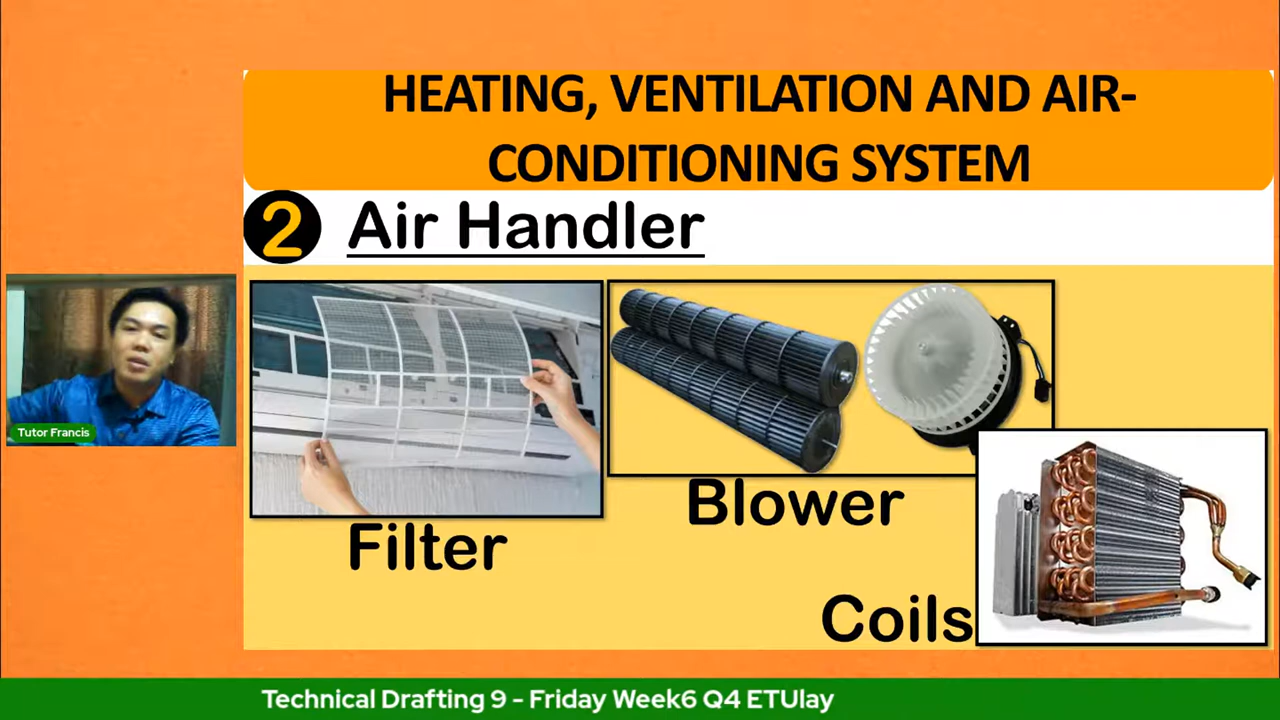 HEATING, VENTILATION AND AIR-
CONDITIONING SYSTEM
2 Air Handler
Filter
Blower
Coils
Tutor Francis
Technical Drafting 9 - Friday Week6 Q4 ETUlay